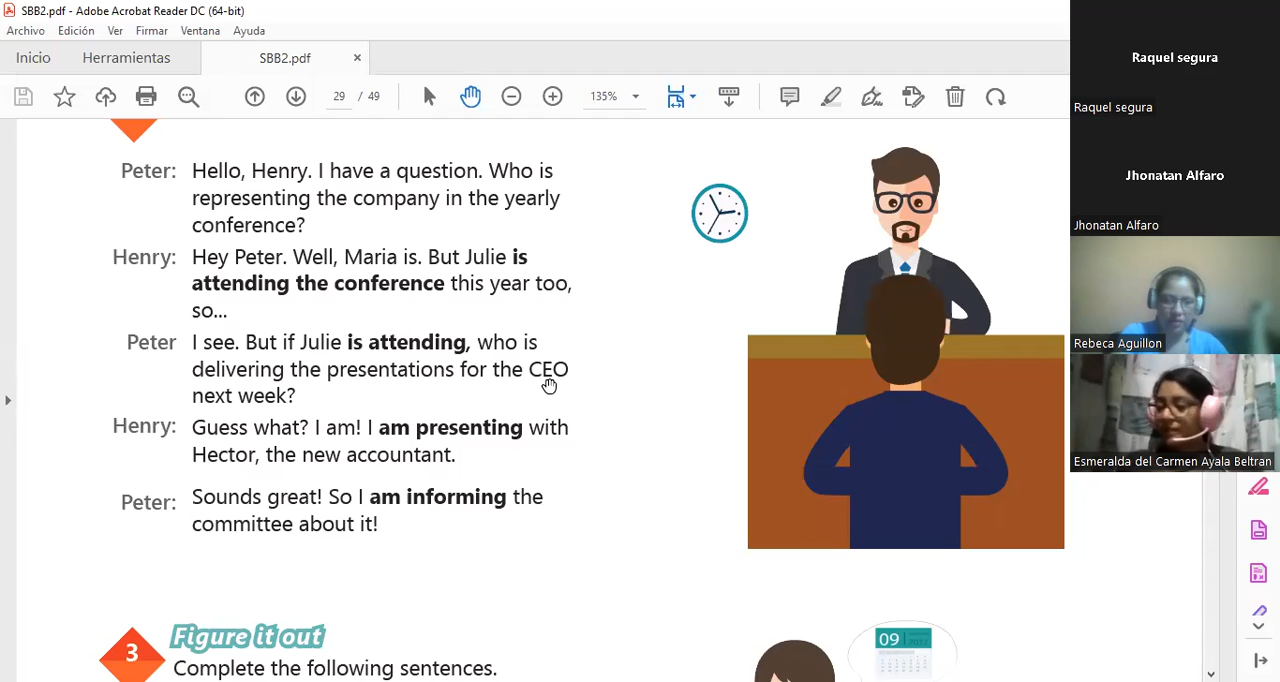 SBB2.pdf - Adobe Acrobat Reader DC (64-bit)
Archivo Edición Ver Firmar Ventana Ayuda
Inicio Herramientas SBB2.pdf ×
29 / 49 135%
Peter: Hello, Henry. I have a question. Who is
representing the company in the yearly
conference?
Henry: Hey Peter. Well, Maria is. But Julie is
attending the conference this year too,
so...
Peter I see. But if Julie is attending, who is
delivering the presentations for the CEO
next week?
Henry: Guess what? I am! I am presenting with
Hector, the new accountant.
Peter: Sounds great! So I am informing the
committee about it!
3 Figure it out
Complete the following sentences.
09
Raquel segura
Raquel segura
Jhonatan Alfaro
Jhonatan Alfaro
Rebeca Aguillon
Esmeralda del Carmen Ayala Beltran